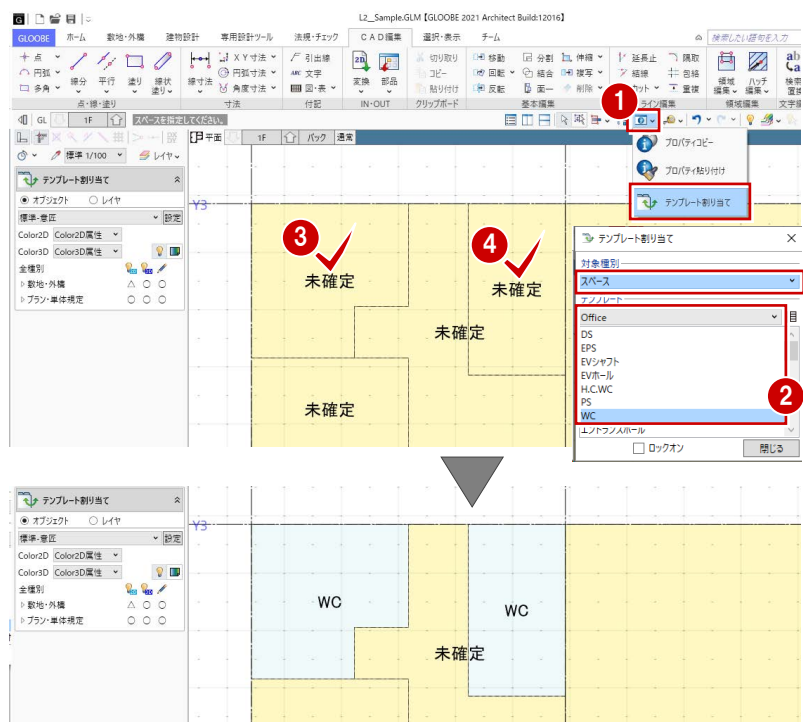 L2__Sample.GLM【GLOOBE 2021 Architect Build:12016】
GLOOBE ホーム 敷地・外構 建物設計 専用設計ツール 法規・チェック CAD編集 選択・表示 チーム 検索したい語句を入力
点 線分 平行 塗り 線状塗り 線寸法 XY寸法 引出線 2D 変換 部品 切り取り 移動 分割 伸縮 延長止 隅取 領域編集 ハッチ編集 検索置換
円弧 円弧寸法 ABC 文字 コピー 回転 結合 複写 結線 包絡
多角 角度寸法 図・表 貼り付け 反転 面一 削除 カット 重複
点・線・塗り 寸法 付記 IN・OUT クリップボード 基本編集 ライン編集 領域編集
GL 1F スペースを指定してください。
平面 1F バック 通常
標準 1/100 レイヤ
1
プロパティコピー
プロパティ貼り付け
テンプレート割り当て
テンプレート割り当て
オブジェクト レイヤ
標準-意匠 設定
Color2D Color2D属性
Color3D Color3D属性
全種別
敷地・外構
プラン・単体規定
Y3
3
未確定
4
未確定
未確定
未確定
テンプレート割り当て
対象種別
スペース
テンプレート
Office
DS
EPS
EVシャフト
EVホール
H.C.WC
PS
WC
エントランスホール
2
ロックオン 閉じる
テンプレート割り当て
オブジェクト レイヤ
標準-意匠 設定
Color2D Color2D属性
Color3D Color3D属性
全種別
敷地・外構
プラン・単体規定
Y3
WC
WC
未確定